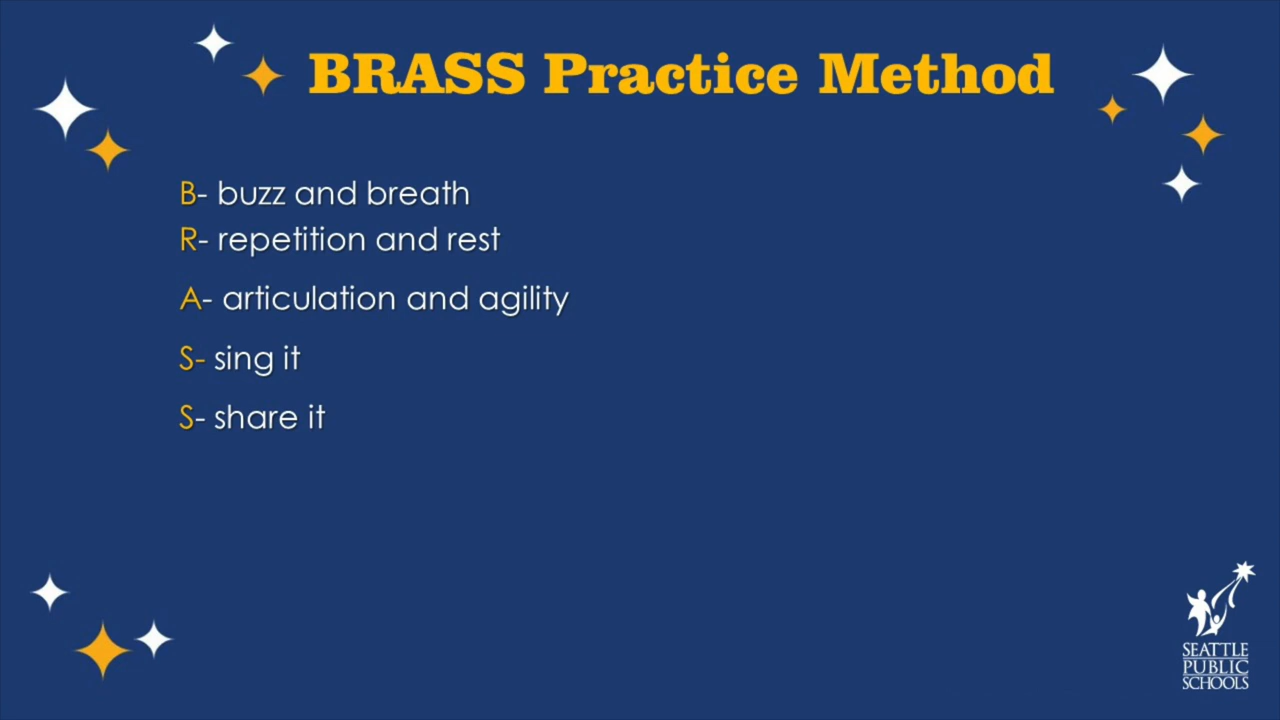 BRASS Practice Method
B- buzz and breath
R- repetition and rest
A- articulation and agility
S- sing it
S- share it
SEATTLE
PUBLIC
SCHOOLS